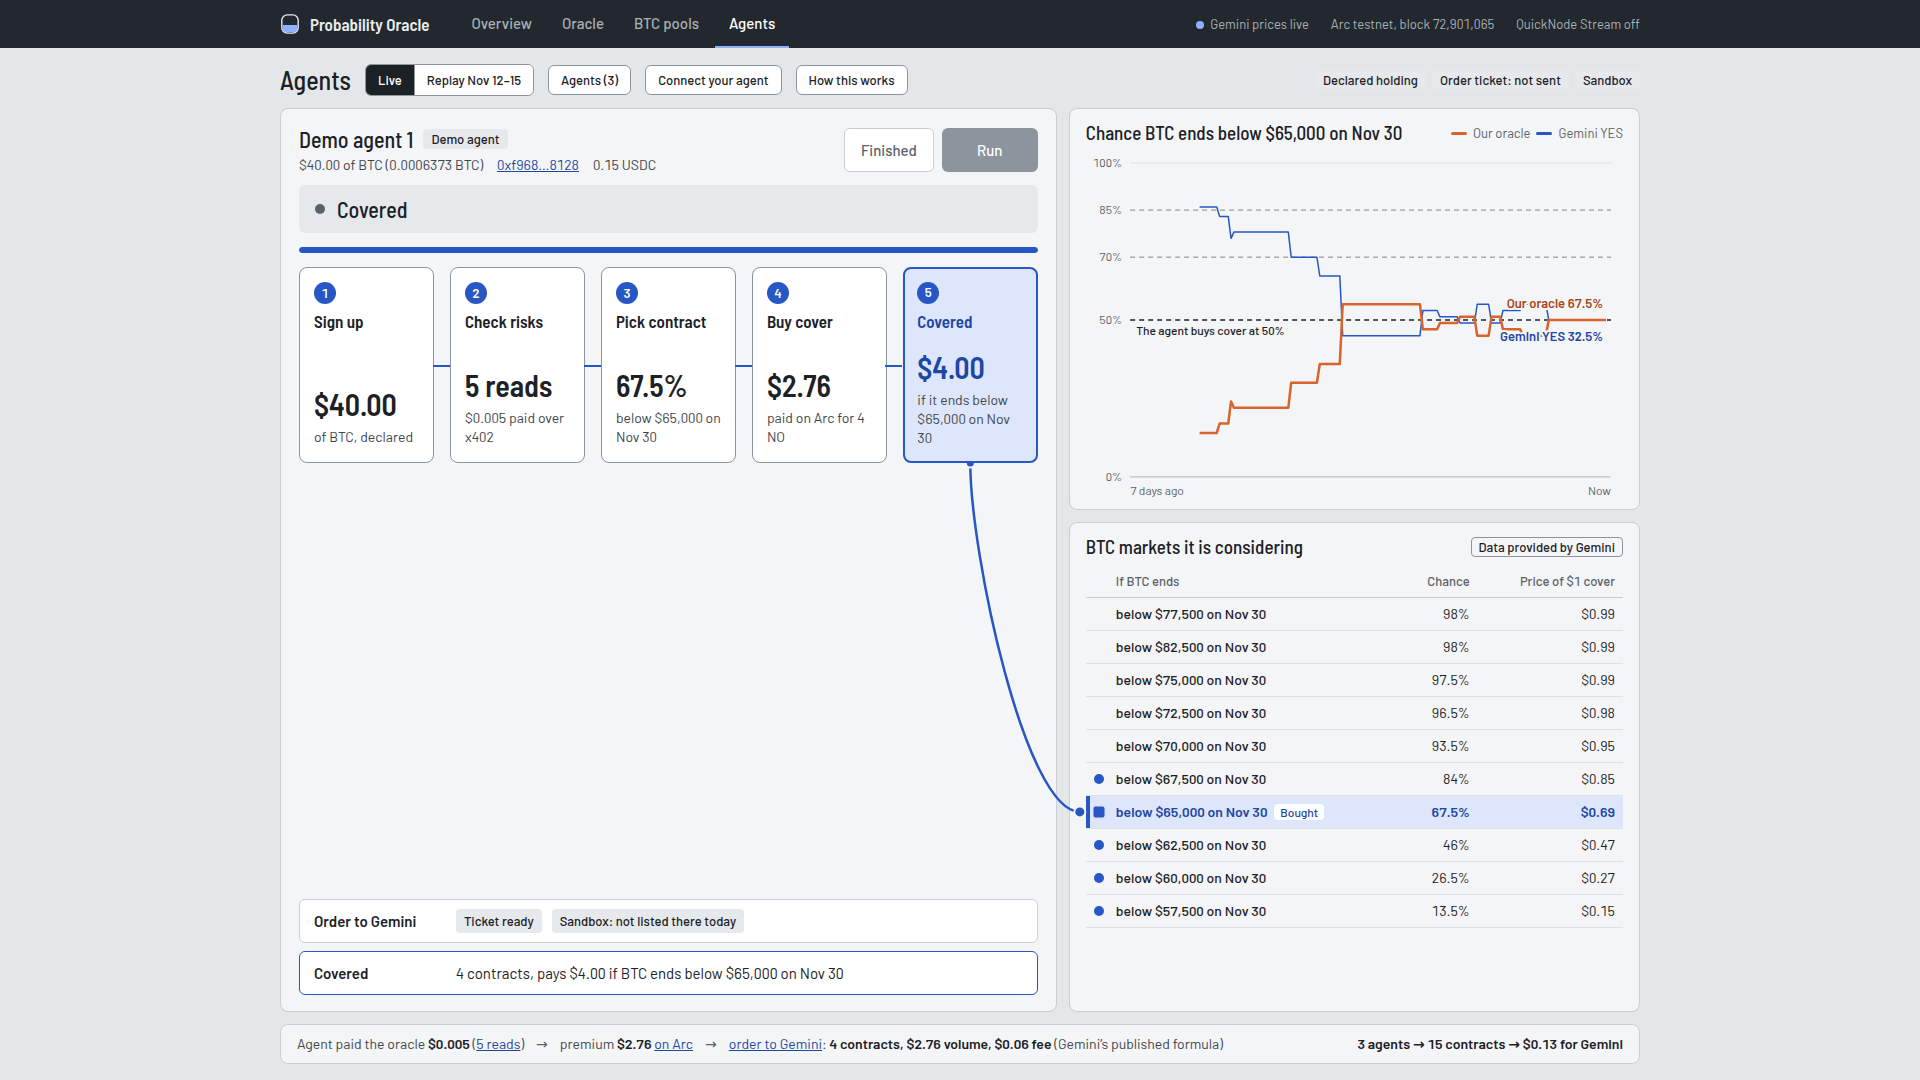 Probability Oracle
Overview
Oracle
BTC pools
Agents
Gemini prices live
Arc testnet, block 72,901,065
QuickNode Stream off
Agents
Live
Replay Nov 12–15
Agents (3)
Connect your agent
How this works
Declared holding
Order ticket: not sent
Sandbox
Demo agent 1
Demo agent
$40.00 of BTC (0.0006373 BTC)
0xf968...8128
0.15 USDC
Finished
Run
Covered
1
Sign up
$40.00
of BTC, declared
2
Check risks
5 reads
$0.005 paid over
x402
3
Pick contract
67.5%
below $65,000 on
Nov 30
4
Buy cover
$2.76
paid on Arc for 4
NO
5
Covered
$4.00
if it ends below
$65,000 on Nov
30
Order to Gemini
Ticket ready
Sandbox: not listed there today
Covered
4 contracts, pays $4.00 if BTC ends below $65,000 on Nov 30
Chance BTC ends below $65,000 on Nov 30
Our oracle
Gemini YES
100%
85%
70%
50%
0%
Our oracle 67.5%
The agent buys cover at 50%
Gemini YES 32.5%
7 days ago
Now
BTC markets it is considering
Data provided by Gemini
If BTC ends
Chance
Price of $1 cover
below $77,500 on Nov 30 98% $0.99
below $82,500 on Nov 30 98% $0.99
below $75,000 on Nov 30 97.5% $0.99
below $72,500 on Nov 30 96.5% $0.98
below $70,000 on Nov 30 93.5% $0.95
below $67,500 on Nov 30 84% $0.85
below $65,000 on Nov 30 Bought 67.5% $0.69
below $62,500 on Nov 30 46% $0.47
below $60,000 on Nov 30 26.5% $0.27
below $57,500 on Nov 30 13.5% $0.15
Agent paid the oracle $0.005 (5 reads) → premium $2.76 on Arc → order to Gemini: 4 contracts, $2.76 volume, $0.06 fee (Gemini's published formula)
3 agents → 15 contracts → $0.13 for Gemini